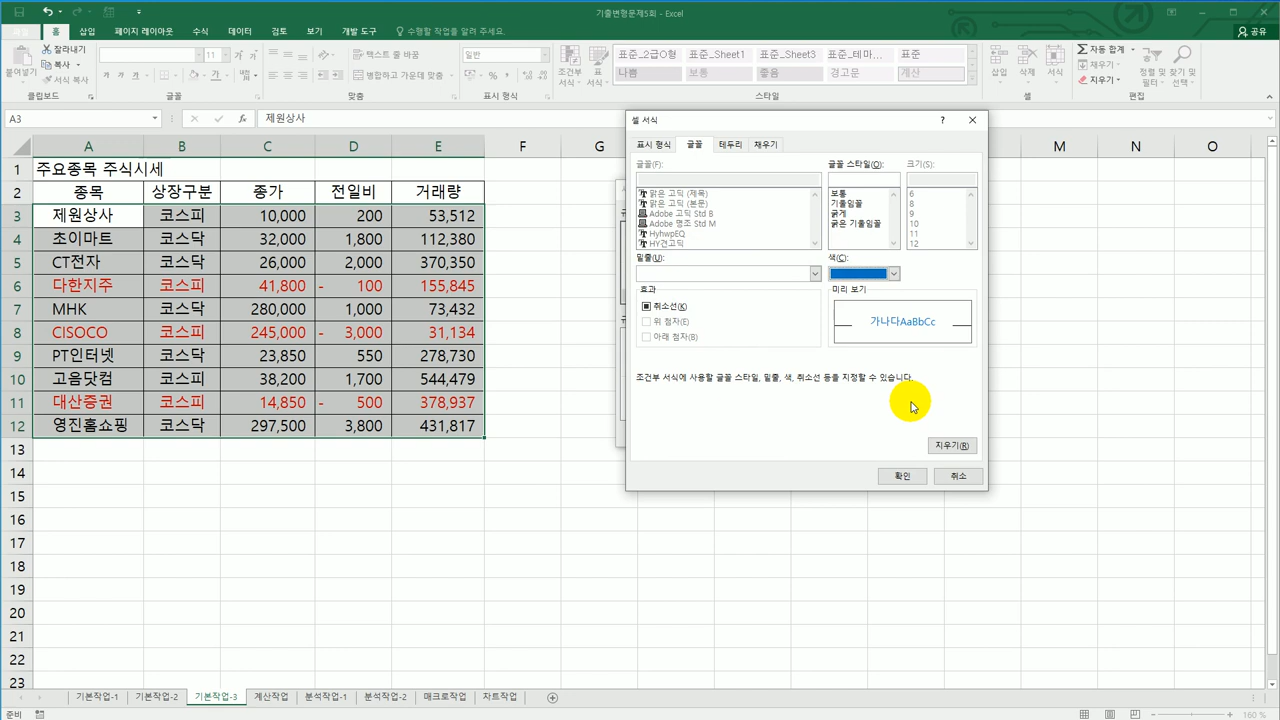 기출변형문제5회 - Excel
파일 홈 삽입 페이지 레이아웃 수식 데이터 검토 보기 개발 도구 수행할 작업을 알려 주세요. 공유
잘라내기
복사
서식 복사
붙여넣기
클립보드
11
글꼴
텍스트 줄 바꿈
병합하고 가운데 맞춤
맞춤
일반
표시 형식
조건부 서식
표 서식
표준_2급O형 표준_Sheet1 표준_Sheet3 표준_테마... 표준
나쁨 보통 좋음 경고문 계산
스타일
삽입 삭제 서식
셀
자동 합계
채우기
지우기
정렬 및 필터
찾기 및 선택
편집
A3 fx 제원상사
A B C D E F G M N O
1 주요종목 주식시세
2 종목 상장구분 종가 전일비 거래량
3 제원상사 코스피 10,000 200 53,512
4 초이마트 코스닥 32,000 1,800 112,380
5 CT전자 코스닥 26,000 2,000 370,350
6 다한지주 코스피 41,800 - 100 155,845
7 MHK 코스닥 280,000 1,000 73,432
8 CISOCO 코스피 245,000 - 3,000 31,134
9 PT인터넷 코스닥 23,850 550 278,730
10 고음닷컴 코스닥 38,200 1,700 544,479
11 대산증권 코스피 14,850 - 500 378,937
12 영진홈쇼핑 코스닥 297,500 3,800 431,817
13
14
15
16
17
18
19
20
21
22
23
셀 서식 ?
표시 형식 글꼴 테두리 채우기
글꼴(F): 글꼴 스타일(O): 크기(S):
맑은 고딕 (제목) 보통 6
맑은 고딕 (본문) 기울임꼴 8
Adobe 고딕 Std B 굵게 9
Adobe 명조 Std M 굵은 기울임꼴 10
HyhwpEQ 11
HY견고딕 12
밑줄(U): 색(C):
효과 미리 보기
취소선(K)
위 첨자(E)
아래 첨자(B)
가나다AaBbCc
조건부 서식에 사용할 글꼴 스타일, 밑줄, 색, 취소선 등을 지정할 수 있습니다.
지우기(R)
확인 취소
기본작업-1 기본작업-2 기본작업-3 계산작업 분석작업-1 분석작업-2 매크로작업 차트작업
준비 160 %